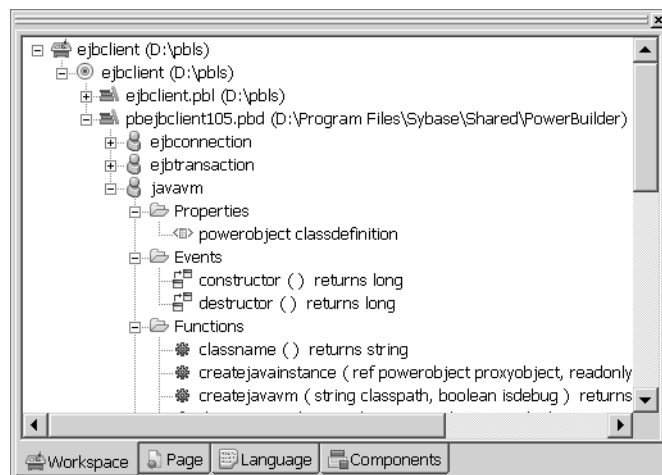 ejbclient (D:\pbls)
ejbclient (D:\pbls)
ejbclient.pbl (D:\pbls)
pbejbclient105.pbd (D:\Program Files\Sybase\Shared\PowerBuilder)
ejbconnection
ejbtransaction
javavm
Properties
powerobject classdefinition
Events
constructor ( ) returns long
destructor ( ) returns long
Functions
classname ( ) returns string
createjavainstance ( ref powerobject proxyobject, readonly
createjavavm ( string classpath, boolean isdebug ) returns
Workspace Page Language Components